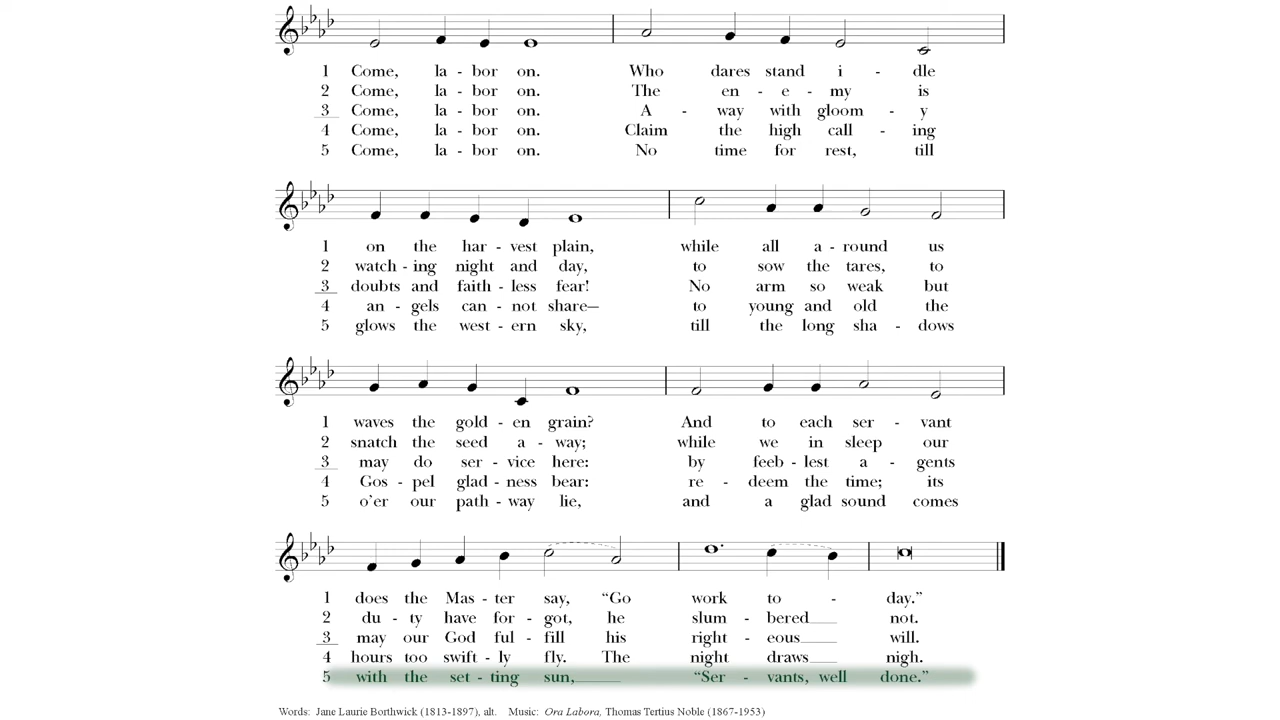 1 Come, la - bor on. Who dares stand i - dle
2 Come, la - bor on. The en - e - my is
3 Come, la - bor on. A - way with gloom - y
4 Come, la - bor on. Claim the high call - ing
5 Come, la - bor on. No time for rest, till
1 on the har - vest plain, while all a - round us
2 watch - ing night and day, to sow the tares, to
3 doubts and faith - less fear! No arm so weak but
4 an - gels can - not share— to young and old the
5 glows the west - ern sky, till the long sha - dows
1 waves the gold - en grain? And to each ser - vant
2 snatch the seed a - way; while we in sleep our
3 may do ser - vice here: by feeb - lest a - gents
4 Gos - pel glad - ness bear: re - deem the time; its
5 o'er our path - way lie, and a glad sound comes
1 does the Mas - ter say, “Go work to - day.”
2 du - ty have for - got, he slum - bered not.
3 may our God ful - fill his right - eous will.
4 hours too swift - ly fly. The night draws nigh.
5 with the set - ting sun, “Ser - vants, well done.”
Words: Jane Laurie Borthwick (1813-1897), alt. Music: Ora Labora, Thomas Tertius Noble (1867-1953)